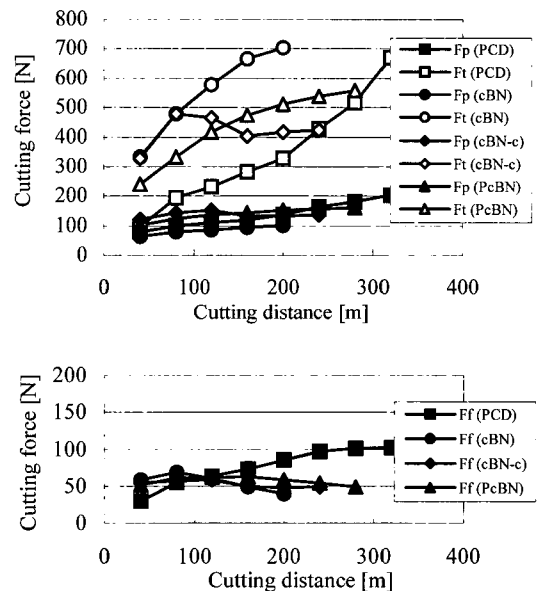 800
700
600
500
400
300
200
100
0
Cutting force [N]
0 100 200 300 400
Cutting distance [m]
Fp (PCD)
Ft (PCD)
Fp (cBN)
Ft (cBN)
Fp (cBN-c)
Ft (cBN-c)
Fp (PcBN)
Ft (PcBN)
200
150
100
50
0
Cutting force [N]
0 100 200 300 400
Cutting distance [m]
Ff (PCD)
Ff (cBN)
Ff (cBN-c)
Ff (PcBN)